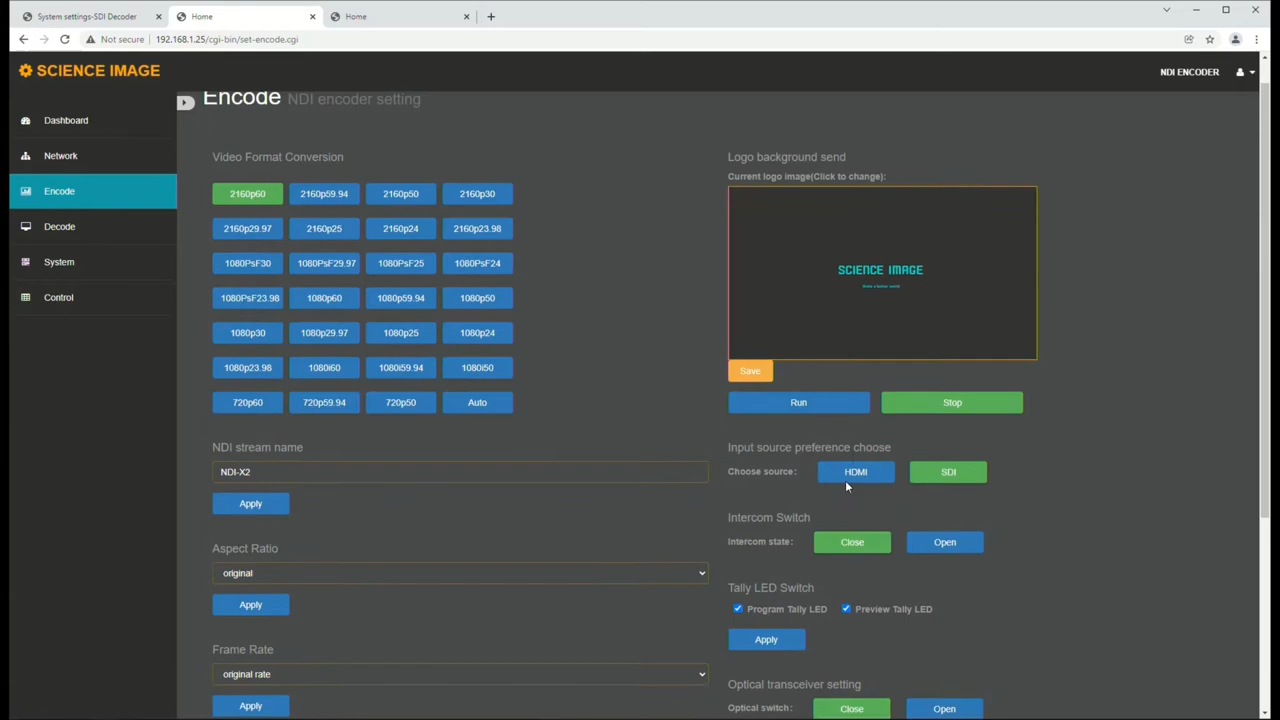 System settings-SDI Decoder
Home
Home
Not secure
192.168.1.25/cgi-bin/set-encode.cgi
SCIENCE IMAGE
NDI ENCODER
Dashboard
Network
Encode
Decode
System
Control
Encode NDI encoder setting
Video Format Conversion
2160p60 2160p59.94 2160p50 2160p30
2160p29.97 2160p25 2160p24 2160p23.98
1080PsF30 1080PsF29.97 1080PsF25 1080PsF24
1080PsF23.98 1080p60 1080p59.94 1080p50
1080p30 1080p29.97 1080p25 1080p24
1080p23.98 1080i60 1080i59.94 1080i50
720p60 720p59.94 720p50 Auto
NDI stream name
NDI-X2
Apply
Aspect Ratio
original
Apply
Frame Rate
original rate
Apply
Logo background send
Current logo image(Click to change):
SCIENCE IMAGE
Save
Run Stop
Input source preference choose
Choose source: HDMI SDI
Intercom Switch
Intercom state: Close Open
Tally LED Switch
Program Tally LED Preview Tally LED
Apply
Optical transceiver setting
Optical switch: Close Open